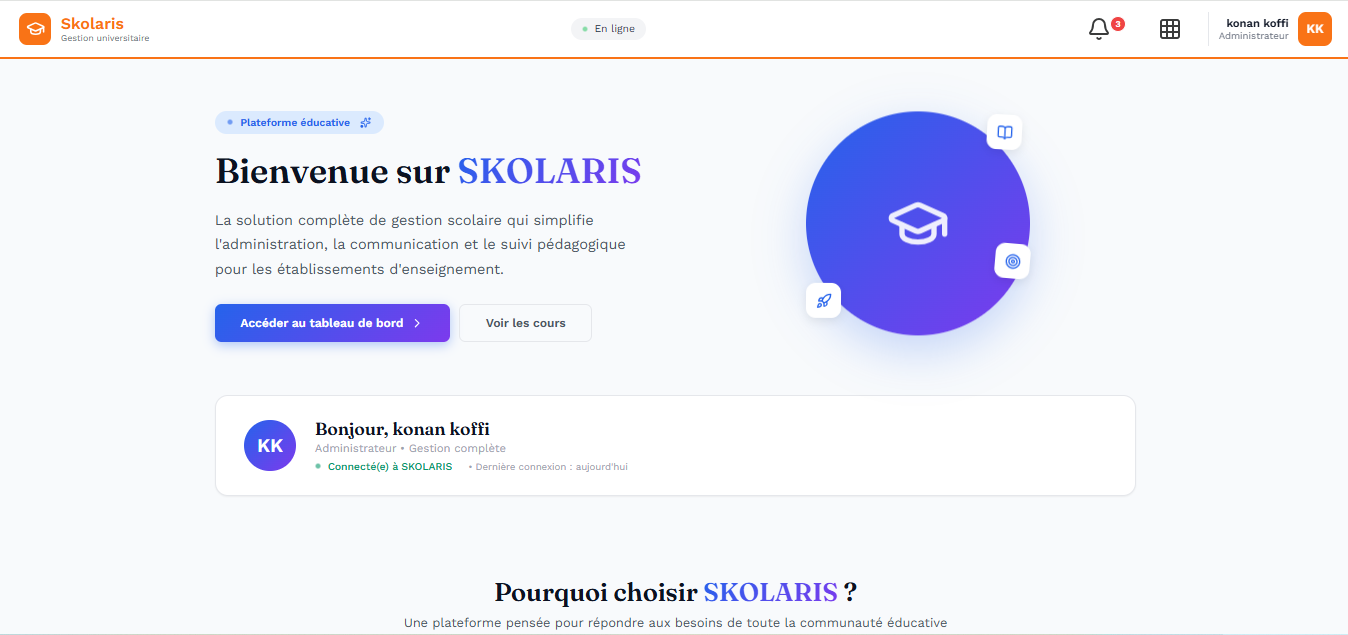 Skolaris
Gestion universitaire
En ligne
3
konan koffi
Administrateur
KK
Plateforme éducative
Bienvenue sur SKOLARIS
La solution complète de gestion scolaire qui simplifie
l'administration, la communication et le suivi pédagogique
pour les établissements d'enseignement.
Accéder au tableau de bord
Voir les cours
KK
Bonjour, konan koffi
Administrateur • Gestion complète
Connecté(e) à SKOLARIS • Dernière connexion : aujourd'hui
Pourquoi choisir SKOLARIS ?
Une plateforme pensée pour répondre aux besoins de toute la communauté éducative